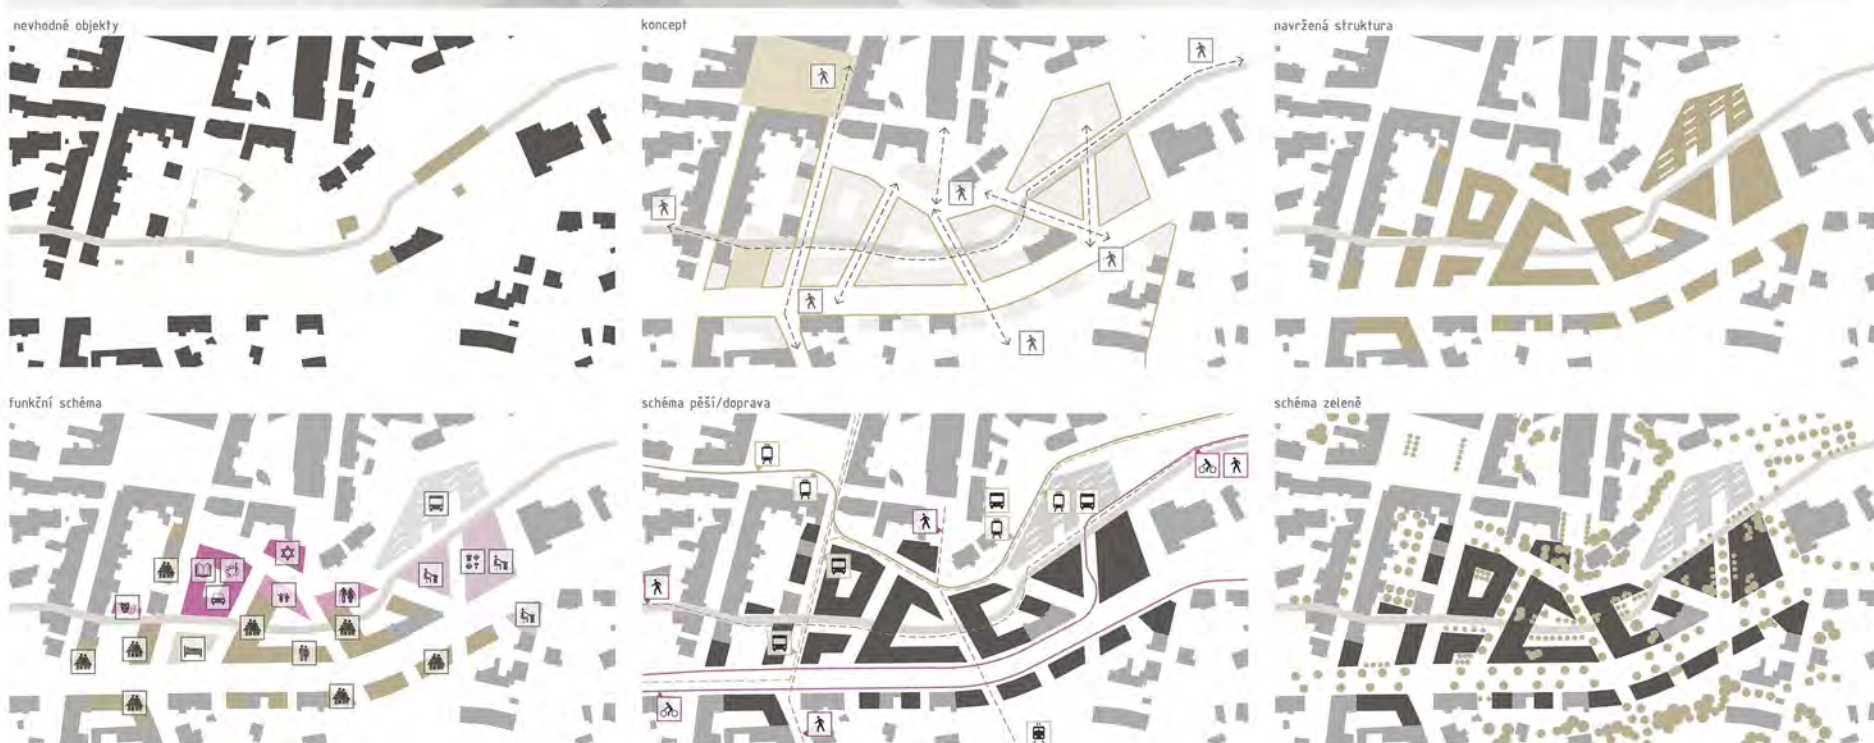 nevhodné objekty
koncept
navržená struktura
funkční schéma
schéma pěší/doprava
schéma zeleně